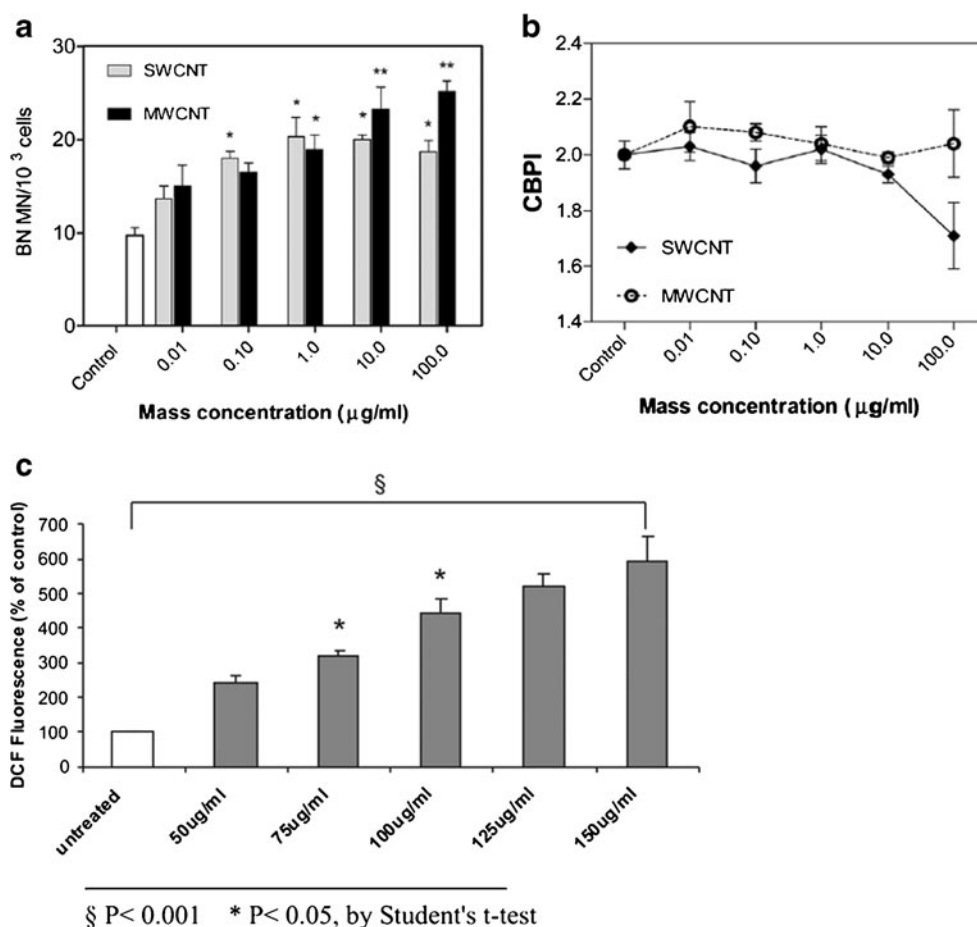 a
30
20
10
0
BN MN/10 3 cells
SWCNT
MWCNT
*
*
*
*
**
*
**
Control
0.01
0.10
1.0
10.0
100.0
Mass concentration (μg/ml)
b
2.4
2.2
2.0
1.8
1.6
1.4
CBPI
SWCNT
MWCNT
Control
0.01
0.10
1.0
10.0
100.0
Mass concentration (μg/ml)
c
§
DCF Fluorescence (% of control)
700
600
500
400
300
200
100
0
*
*
untreated
50ug/ml
75ug/ml
100ug/ml
125ug/ml
150ug/ml
§ P< 0.001 * P< 0.05, by Student's t-test